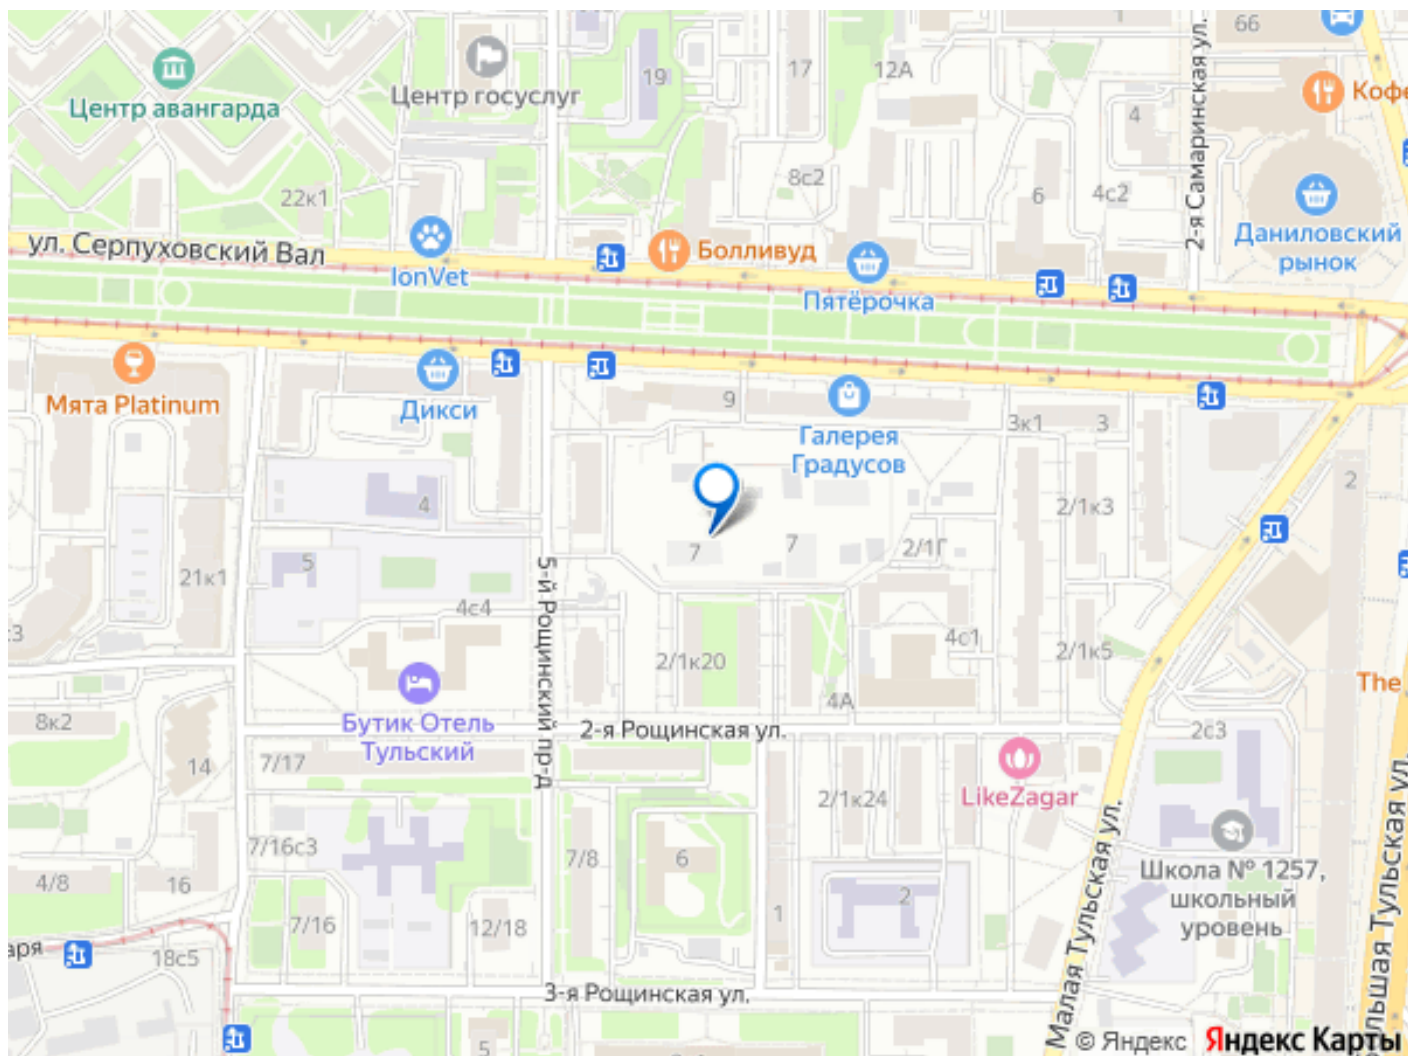 66
19
17
12А
Центр авангарда
Центр госуслуг
Кофе
4
2-я Самаринская ул.
22к1
8с2
6
4с2
ул. Серпуховский Вал
IonVet
Болливуд
Пятёрочка
Даниловский
рынок
Мята Platinum
Дикси
9
Галерея
Градусов
3к1
3
2
4
2/1к3
5
21к1
7
7
2/1Г
5-й Рощинский пр-д
4с4
4с1
2/1к20
2/1к5
4А
The
8к2
Бутик Отель
Тульский
2-я Рощинская ул.
2с3
14
7/17
2/1к24
LikeZagar
Малая Тульская ул.
7/16с3
7/8
6
Школа № 1257,
школьный
уровень
4/8
16
2
1
7/16
12/18
аря
18с5
3-я Рощинская ул.
льшая Тульская ул.
5
© Яндекс Яндекс Карты